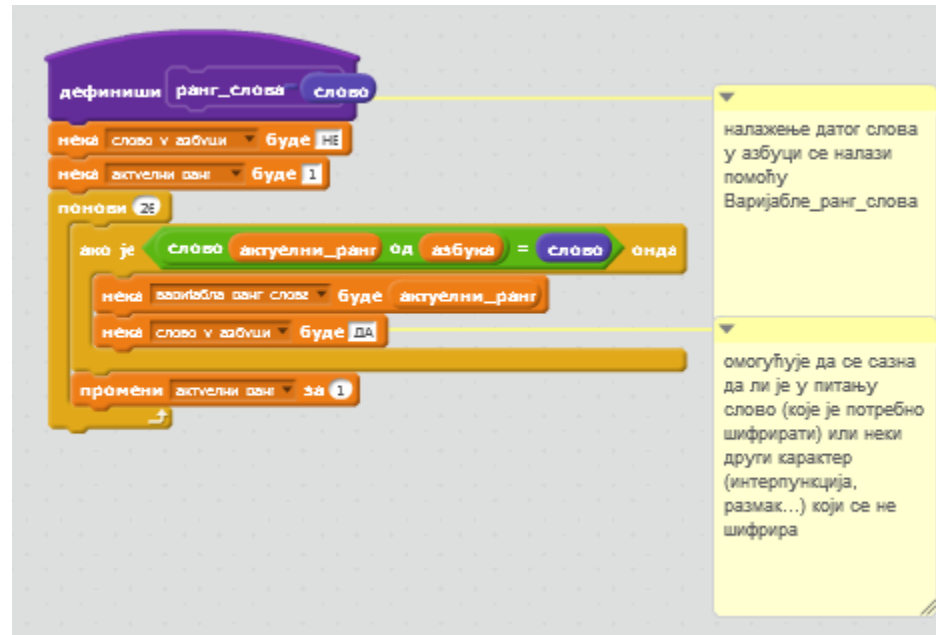 дефиниши ранг_слова слово
нека слово у азбуци буде НЕ
нека актуелни ранг буде 1
понови 26
ако је слово актуелни_ранг од азбука = слово онда
нека варијабла ранг слова буде актуелни_ранг
нека слово у азбуци буде ДА
промени актуелни ранг за 1
налажење датог слова
у азбуци се налази
помоћу
Варијабле_ранг_слова
омогућује да се сазна
да ли је у питању
слово (које је потребно
шифрирати) или неки
други карактер
(интерпункција,
размак...) који се не
шифрира